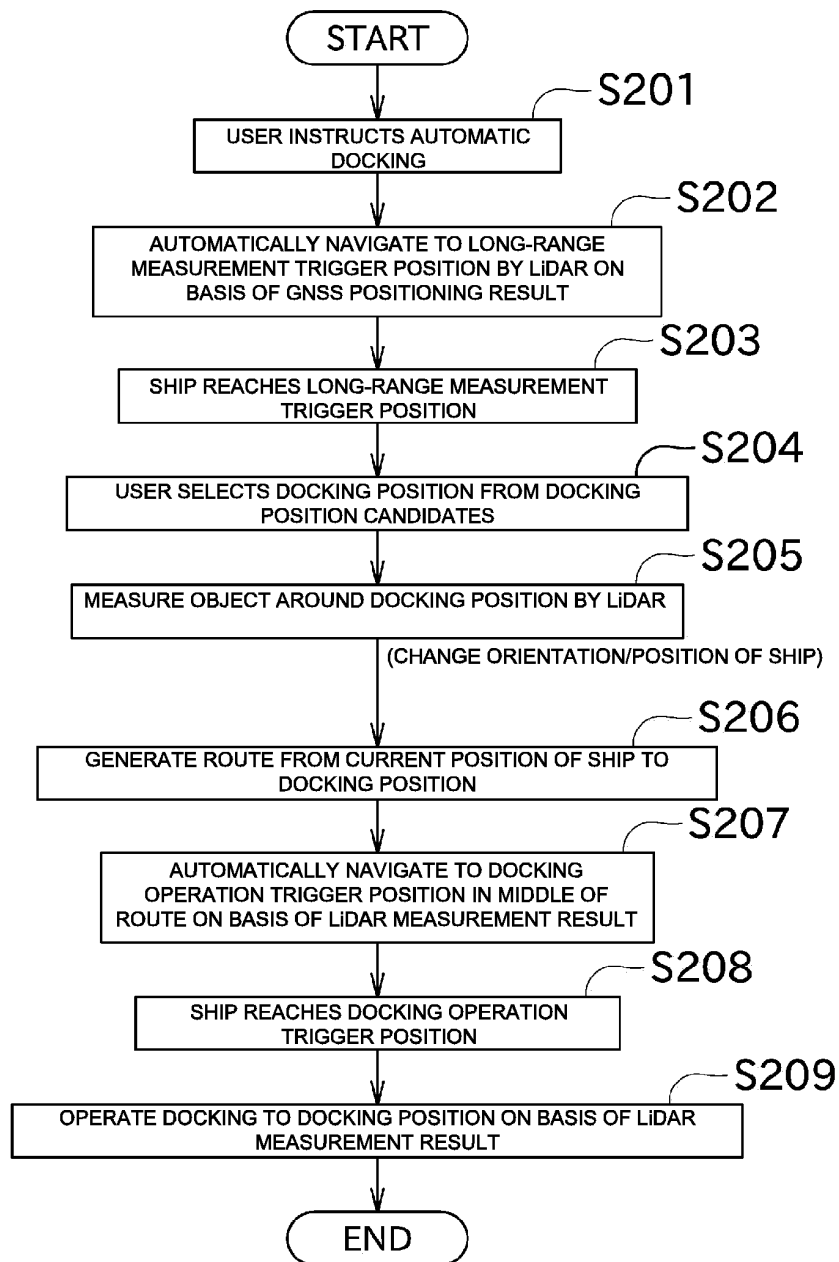 START
S201
USER INSTRUCTS AUTOMATIC
DOCKING
S202
AUTOMATICALLY NAVIGATE TO LONG-RANGE
MEASUREMENT TRIGGER POSITION BY LiDAR ON
BASIS OF GNSS POSITIONING RESULT
S203
SHIP REACHES LONG-RANGE MEASUREMENT
TRIGGER POSITION
S204
USER SELECTS DOCKING POSITION FROM DOCKING
POSITION CANDIDATES
S205
MEASURE OBJECT AROUND DOCKING POSITION BY LiDAR
(CHANGE ORIENTATION/POSITION OF SHIP)
S206
GENERATE ROUTE FROM CURRENT POSITION OF SHIP TO
DOCKING POSITION
S207
AUTOMATICALLY NAVIGATE TO DOCKING
OPERATION TRIGGER POSITION IN MIDDLE OF
ROUTE ON BASIS OF LiDAR MEASUREMENT RESULT
S208
SHIP REACHES DOCKING OPERATION
TRIGGER POSITION
S209
OPERATE DOCKING TO DOCKING POSITION ON BASIS OF LiDAR
MEASUREMENT RESULT
END